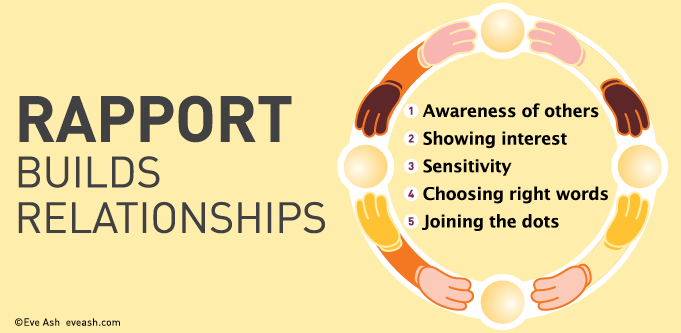 RAPPORT
BUILDS
RELATIONSHIPS
1 Awareness of others
2 Showing interest
3 Sensitivity
4 Choosing right words
5 Joining the dots
©Eve Ash eveash.com